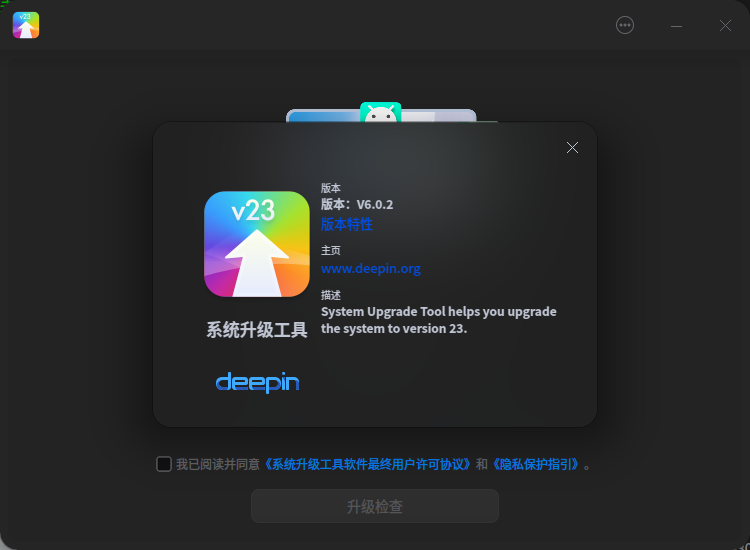 v23
v23
系统升级工具
deepin
版本
版本：V6.0.2
版本特性
主页
www.deepin.org
描述
System Upgrade Tool helps you upgrade
the system to version 23.
我已阅读并同意《系统升级工具软件最终用户许可协议》和《隐私保护指引》。
升级检查